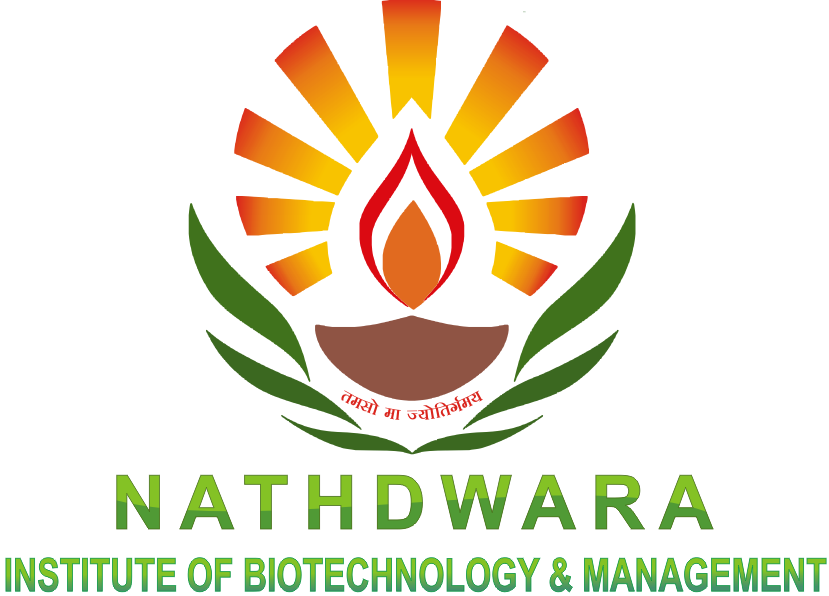 तमसो मा ज्योतिर्गमय
NATHDWARA
INSTITUTE OF BIOTECHNOLOGY & MANAGEMENT